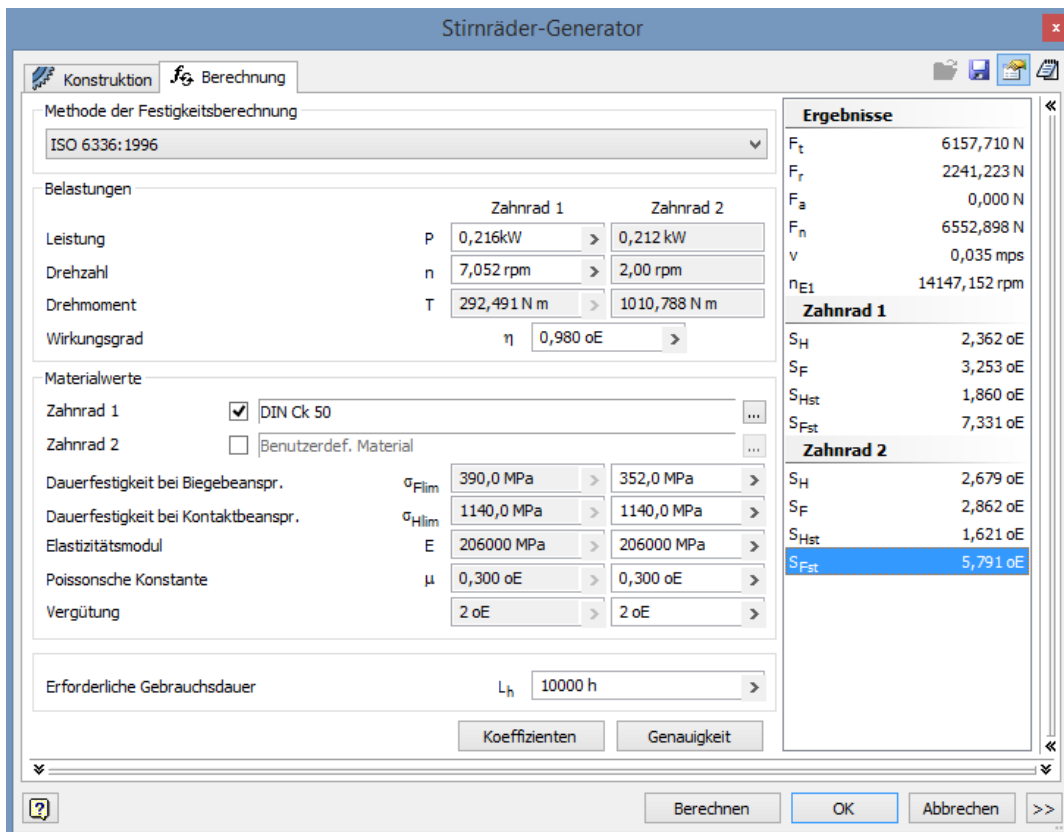 Stirnräder-Generator
x
Konstruktion
Berechnung
Methode der Festigkeitsberechnung
ISO 6336:1996
Belastungen
Zahnrad 1 Zahnrad 2
Leistung P 0,216kW > 0,212 kW
Drehzahl n 7,052 rpm > 2,00 rpm
Drehmoment T 292,491 N m > 1010,788 N m
Wirkungsgrad η 0,980 oE >
Materialwerte
Zahnrad 1 DIN Ck 50 ...
Zahnrad 2 Benutzerdef. Material ...
Dauerfestigkeit bei Biegebeanspr. σFlim 390,0 MPa > 352,0 MPa >
Dauerfestigkeit bei Kontaktbeanspr. σHlim 1140,0 MPa > 1140,0 MPa >
Elastizitätsmodul E 206000 MPa > 206000 MPa >
Poissonsche Konstante μ 0,300 oE > 0,300 oE >
Vergütung 2 oE > 2 oE >
Erforderliche Gebrauchsdauer Lh 10000 h >
Koeffizienten Genauigkeit
Ergebnisse
Ft 6157,710 N
Fr 2241,223 N
Fa 0,000 N
Fn 6552,898 N
v 0,035 mps
nE1 14147,152 rpm
Zahnrad 1
SH 2,362 oE
SF 3,253 oE
SHst 1,860 oE
SFst 7,331 oE
Zahnrad 2
SH 2,679 oE
SF 2,862 oE
SHst 1,621 oE
SFst 5,791 oE
? Berechnen OK Abbrechen >>